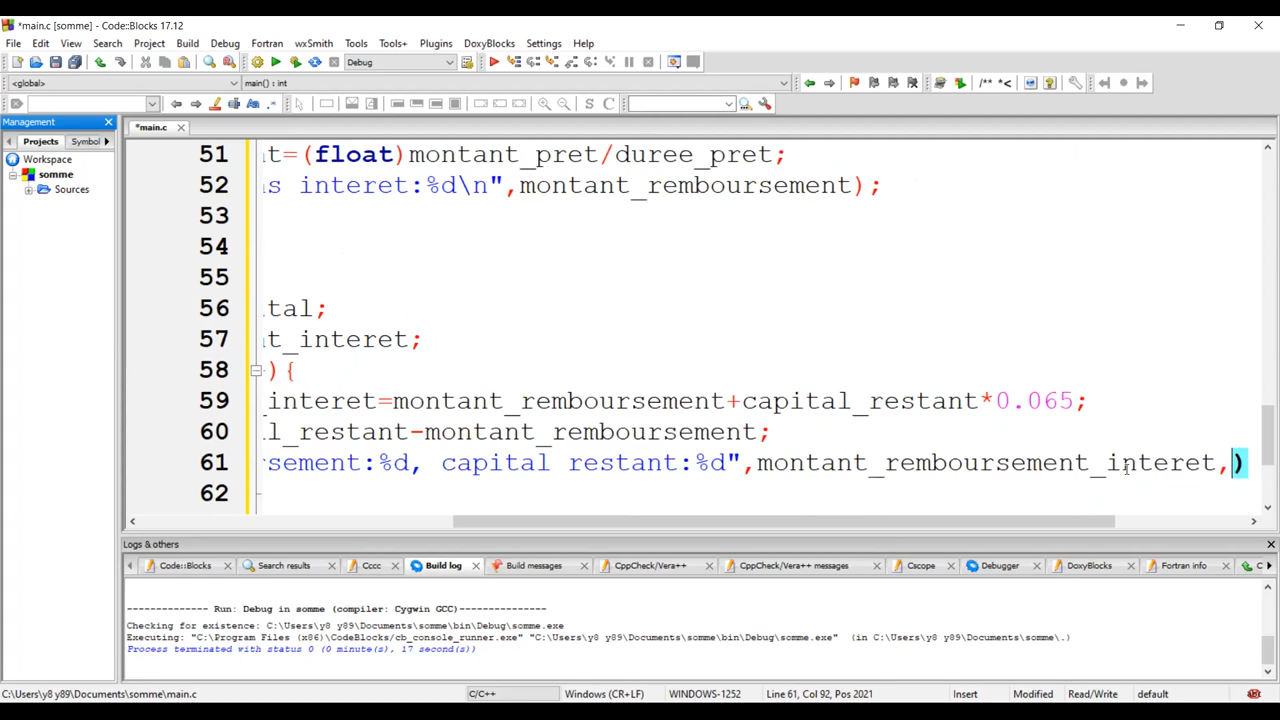 *main.c [somme] - Code::Blocks 17.12
File Edit View Search Project Build Debug Fortran wxSmith Tools Tools+ Plugins DoxyBlocks Settings Help
Debug
<global> main() : int
/** *<
S C
Management
*main.c
Projects Symbol
Workspace
somme
Sources
51 t=(float)montant_pret/duree_pret;
52 s interet:%d\n",montant_remboursement);
53
54
55
56 tal;
57 t_interet;
58 ){
59 _interet=montant_remboursement+capital_restant*0.065;
60 l_restant-montant_remboursement;
61 sement:%d, capital restant:%d",montant_remboursement_interet,)
62
Logs & others
Code::Blocks Search results Cccc Build log Build messages CppCheck/Vera++ CppCheck/Vera++ messages Cscope Debugger DoxyBlocks Fortran info C
-------------- Run: Debug in somme (compiler: Cygwin GCC)---------------
Checking for existence: C:\Users\y8 y89\Documents\somme\bin\Debug\somme.exe
Executing: "C:\Program Files (x86)\CodeBlocks/cb_console_runner.exe" "C:\Users\y8 y89\Documents\somme\bin\Debug\somme.exe" (in C:\Users\y8 y89\Documents\somme\.)
Process terminated with status 0 (0 minute(s), 17 second(s))
C:\Users\y8 y89\Documents\somme\main.c C/C++ Windows (CR+LF) WINDOWS-1252 Line 61, Col 92, Pos 2021 Insert Modified Read/Write default